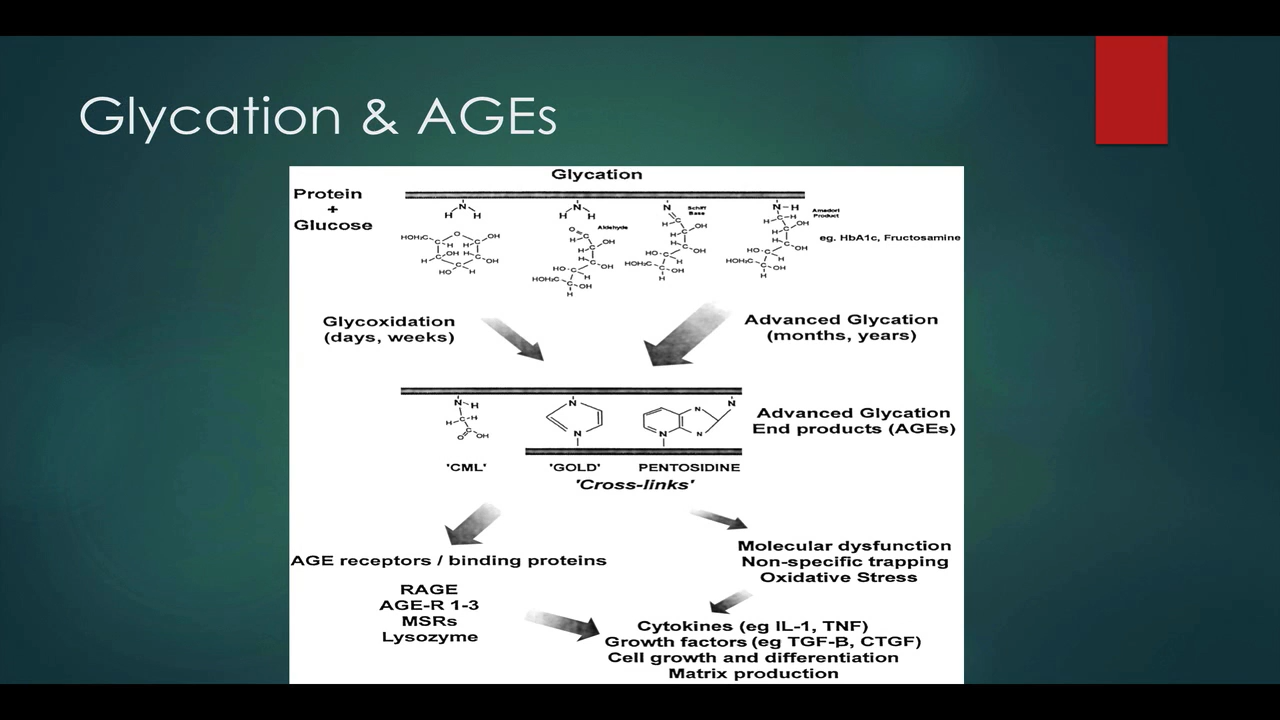 Glycation & AGEs
Glycation
Protein
+
Glucose
Aldehyde
Schiff
Base
Amadori
Product
eg. HbA1c, Fructosamine
Glycoxidation
(days, weeks)
Advanced Glycation
(months, years)
Advanced Glycation
End products (AGEs)
'CML'
'GOLD'
PENTOSIDINE
'Cross-links'
AGE receptors / binding proteins
RAGE
AGE-R 1-3
MSRs
Lysozyme
Molecular dysfunction
Non-specific trapping
Oxidative Stress
Cytokines (eg IL-1, TNF)
Growth factors (eg TGF-B, CTGF)
Cell growth and differentiation
Matrix production